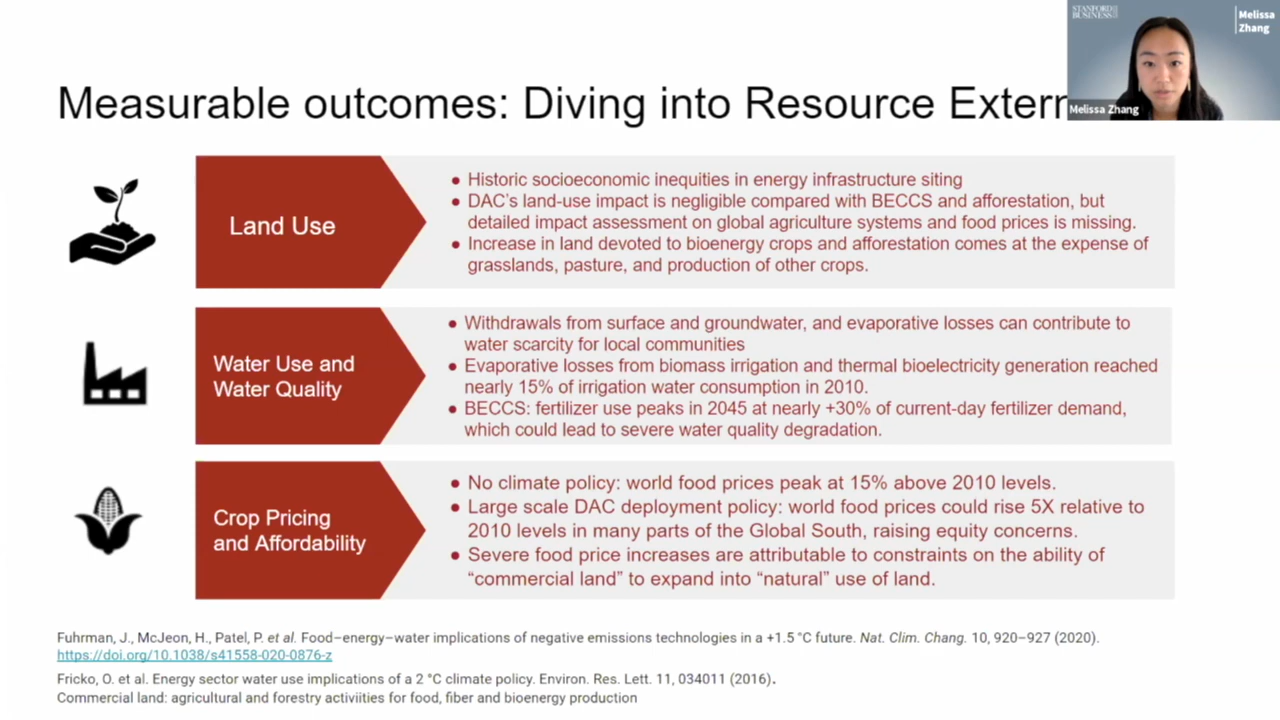 STANFORD
BUSINESS
Melissa
Zhang
Melissa Zhang
Measurable outcomes: Diving into Resource Extern
Land Use
● Historic socioeconomic inequities in energy infrastructure siting
● DAC's land-use impact is negligible compared with BECCS and afforestation, but
detailed impact assessment on global agriculture systems and food prices is missing.
● Increase in land devoted to bioenergy crops and afforestation comes at the expense of
grasslands, pasture, and production of other crops.
Water Use and
Water Quality
● Withdrawals from surface and groundwater, and evaporative losses can contribute to
water scarcity for local communities
● Evaporative losses from biomass irrigation and thermal bioelectricity generation reached
nearly 15% of irrigation water consumption in 2010.
● BECCS: fertilizer use peaks in 2045 at nearly +30% of current-day fertilizer demand,
which could lead to severe water quality degradation.
Crop Pricing
and Affordability
● No climate policy: world food prices peak at 15% above 2010 levels.
● Large scale DAC deployment policy: world food prices could rise 5X relative to
2010 levels in many parts of the Global South, raising equity concerns.
● Severe food price increases are attributable to constraints on the ability of
“commercial land” to expand into “natural” use of land.
Fuhrman, J., McJeon, H., Patel, P. et al. Food–energy–water implications of negative emissions technologies in a +1.5 °C future. Nat. Clim. Chang. 10, 920–927 (2020).
https://doi.org/10.1038/s41558-020-0876-z
Fricko, O. et al. Energy sector water use implications of a 2 °C climate policy. Environ. Res. Lett. 11, 034011 (2016).
Commercial land: agricultural and forestry activiities for food, fiber and bioenergy production